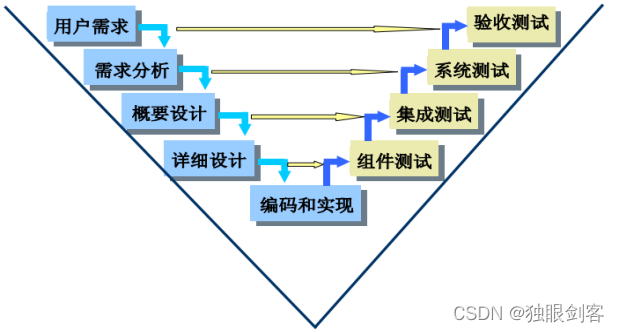 用户需求
验收测试
需求分析
系统测试
概要设计
集成测试
详细设计
组件测试
编码和实现
CSDN @独眼剑客